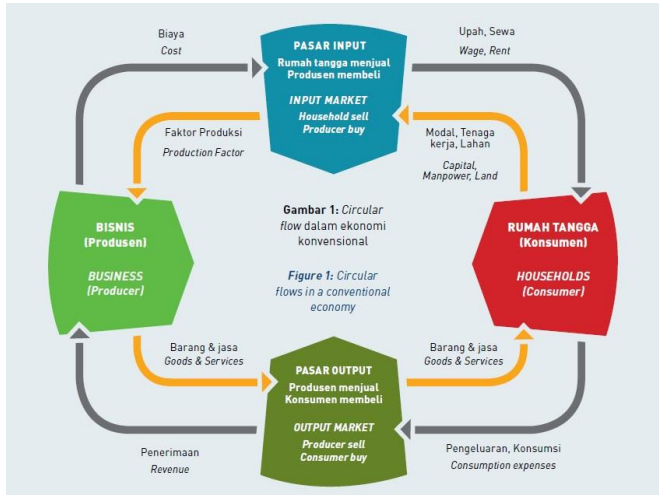 Biaya
Cost
PASAR INPUT
Rumah tangga menjual
Produsen membeli
INPUT MARKET
Household sell
Producer buy
Upah, Sewa
Wage, Rent
Faktor Produksi
Production Factor
Modal, Tenaga
kerja, Lahan
Capital,
Manpower, Land
BISNIS
(Produsen)
BUSINESS
(Producer)
Gambar 1: Circular
flow dalam ekonomi
konvensional
Figure 1: Circular
flows in a conventional
economy
RUMAH TANGGA
(Konsumen)
HOUSEHOLDS
(Consumer)
Barang & jasa
Goods & Services
PASAR OUTPUT
Produsen menjual
Konsumen membeli
OUTPUT MARKET
Producer sell
Consumer buy
Barang & jasa
Goods & Services
Penerimaan
Revenue
Pengeluaran, Konsumsi
Consumption expenses